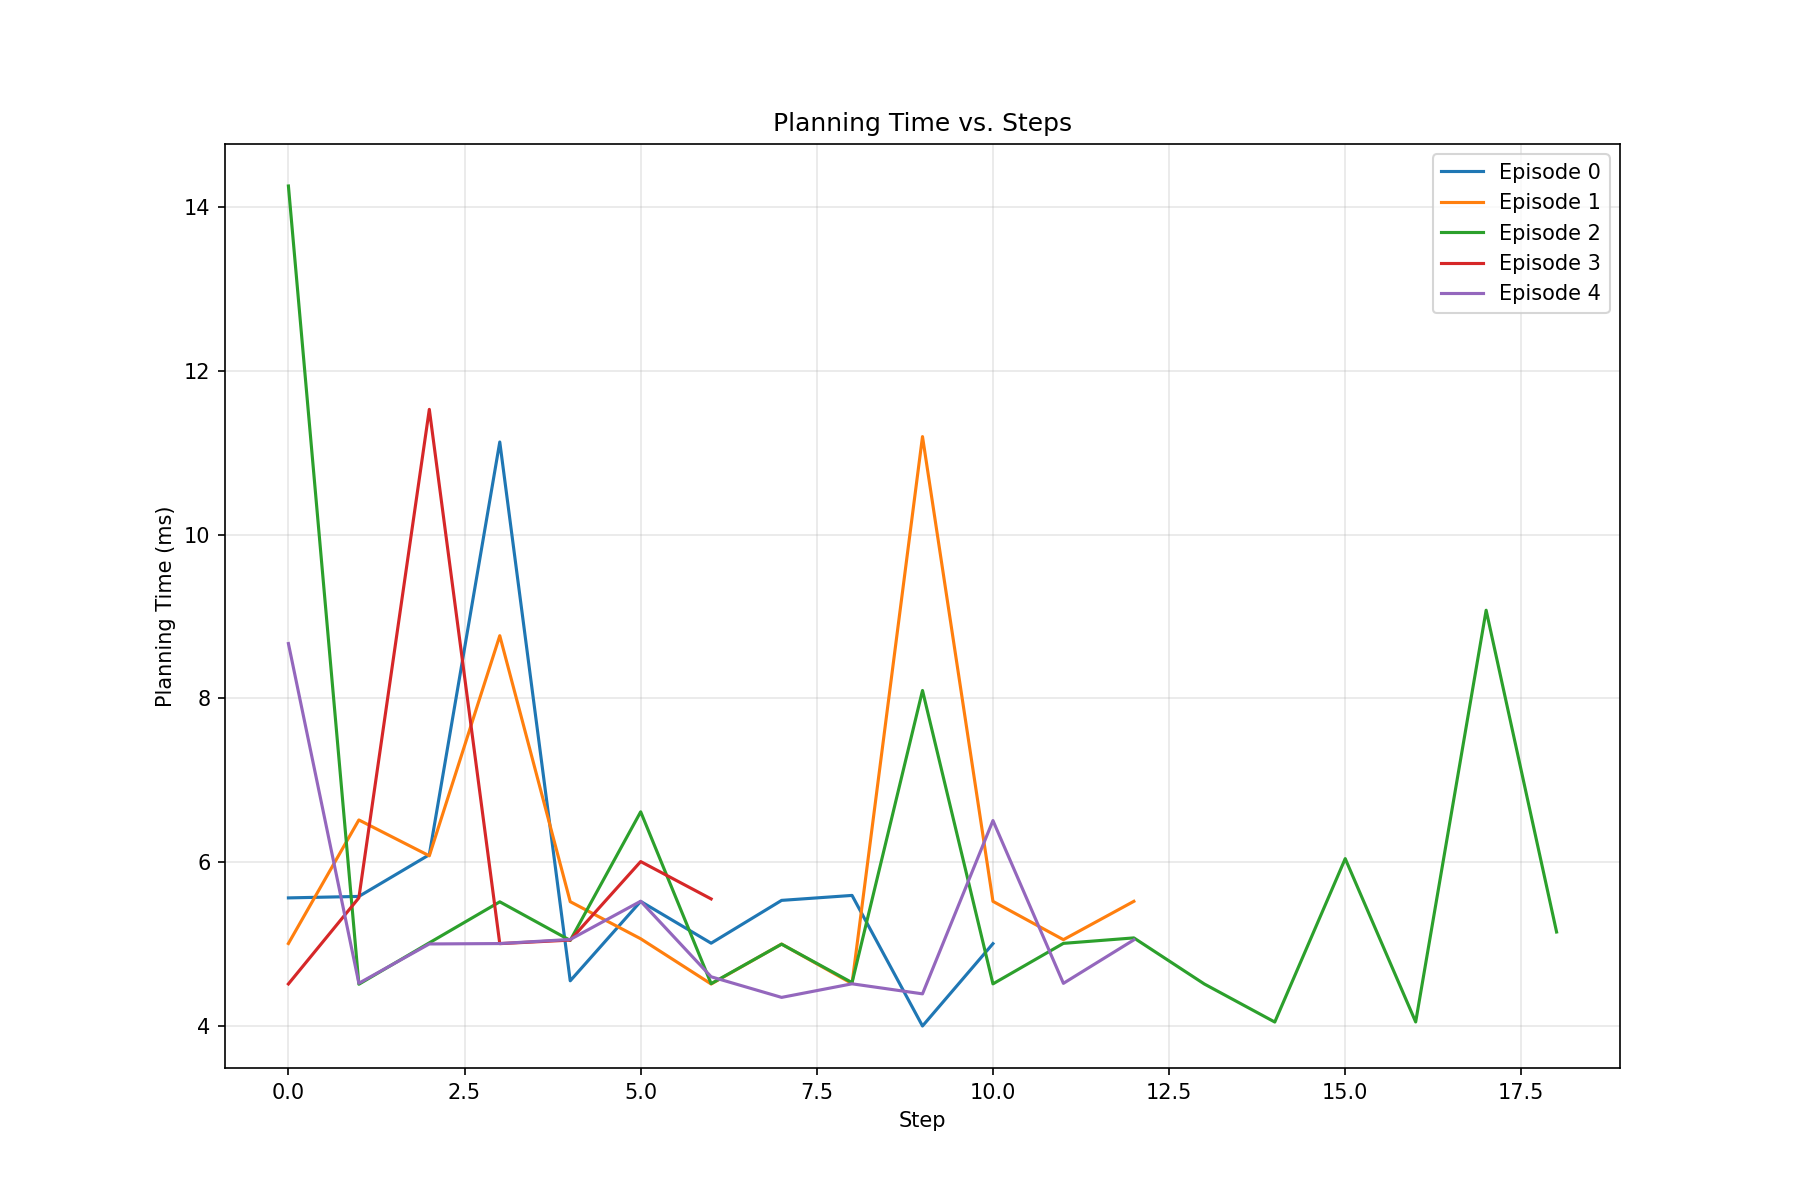 Planning Time vs. Steps
Episode 0
Episode 1
Episode 2
Episode 3
Episode 4
Planning Time (ms)
14
12
10
8
6
4
0.0 2.5 5.0 7.5 10.0 12.5 15.0 17.5
Step